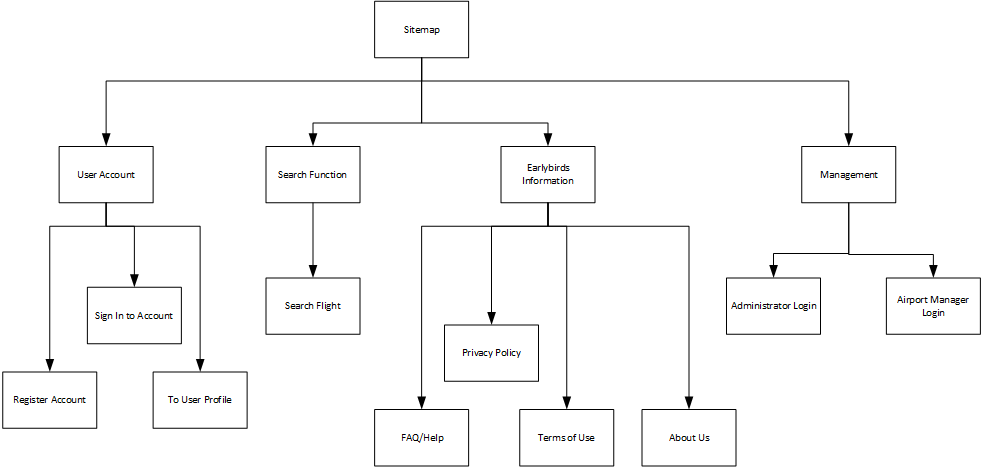 Sitemap
User Account
Search Function
Earlybirds
Information
Management
Sign In to Account
Search Flight
Administrator Login
Airport Manager
Login
Privacy Policy
Register Account
To User Profile
FAQ/Help
Terms of Use
About Us